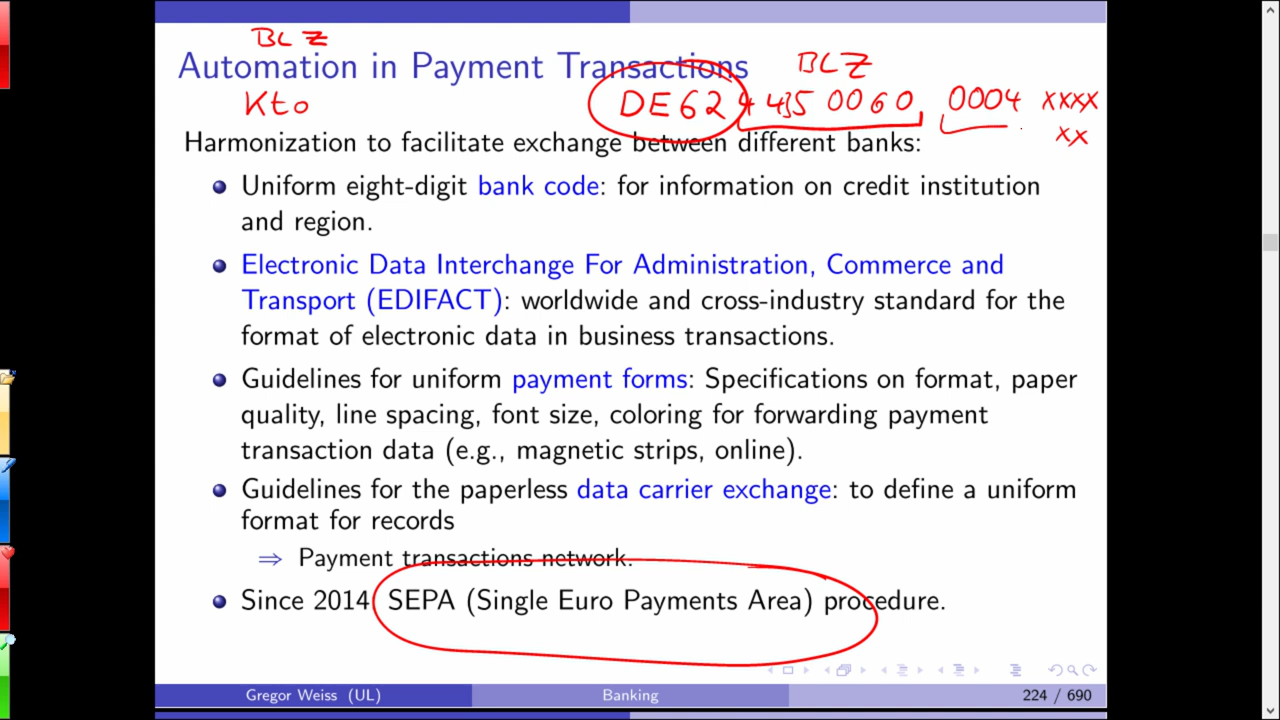 BLZ
Automation in Payment Transactions
BLZ
Kto
DE62 4435 0060 0004 xxxx
xx
Harmonization to facilitate exchange between different banks:
Uniform eight-digit bank code: for information on credit institution
and region.
Electronic Data Interchange For Administration, Commerce and
Transport (EDIFACT): worldwide and cross-industry standard for the
format of electronic data in business transactions.
Guidelines for uniform payment forms: Specifications on format, paper
quality, line spacing, font size, coloring for forwarding payment
transaction data (e.g., magnetic strips, online).
Guidelines for the paperless data carrier exchange: to define a uniform
format for records
⇒ Payment transactions network.
Since 2014 SEPA (Single Euro Payments Area) procedure.
Gregor Weiss (UL) Banking 224 / 690